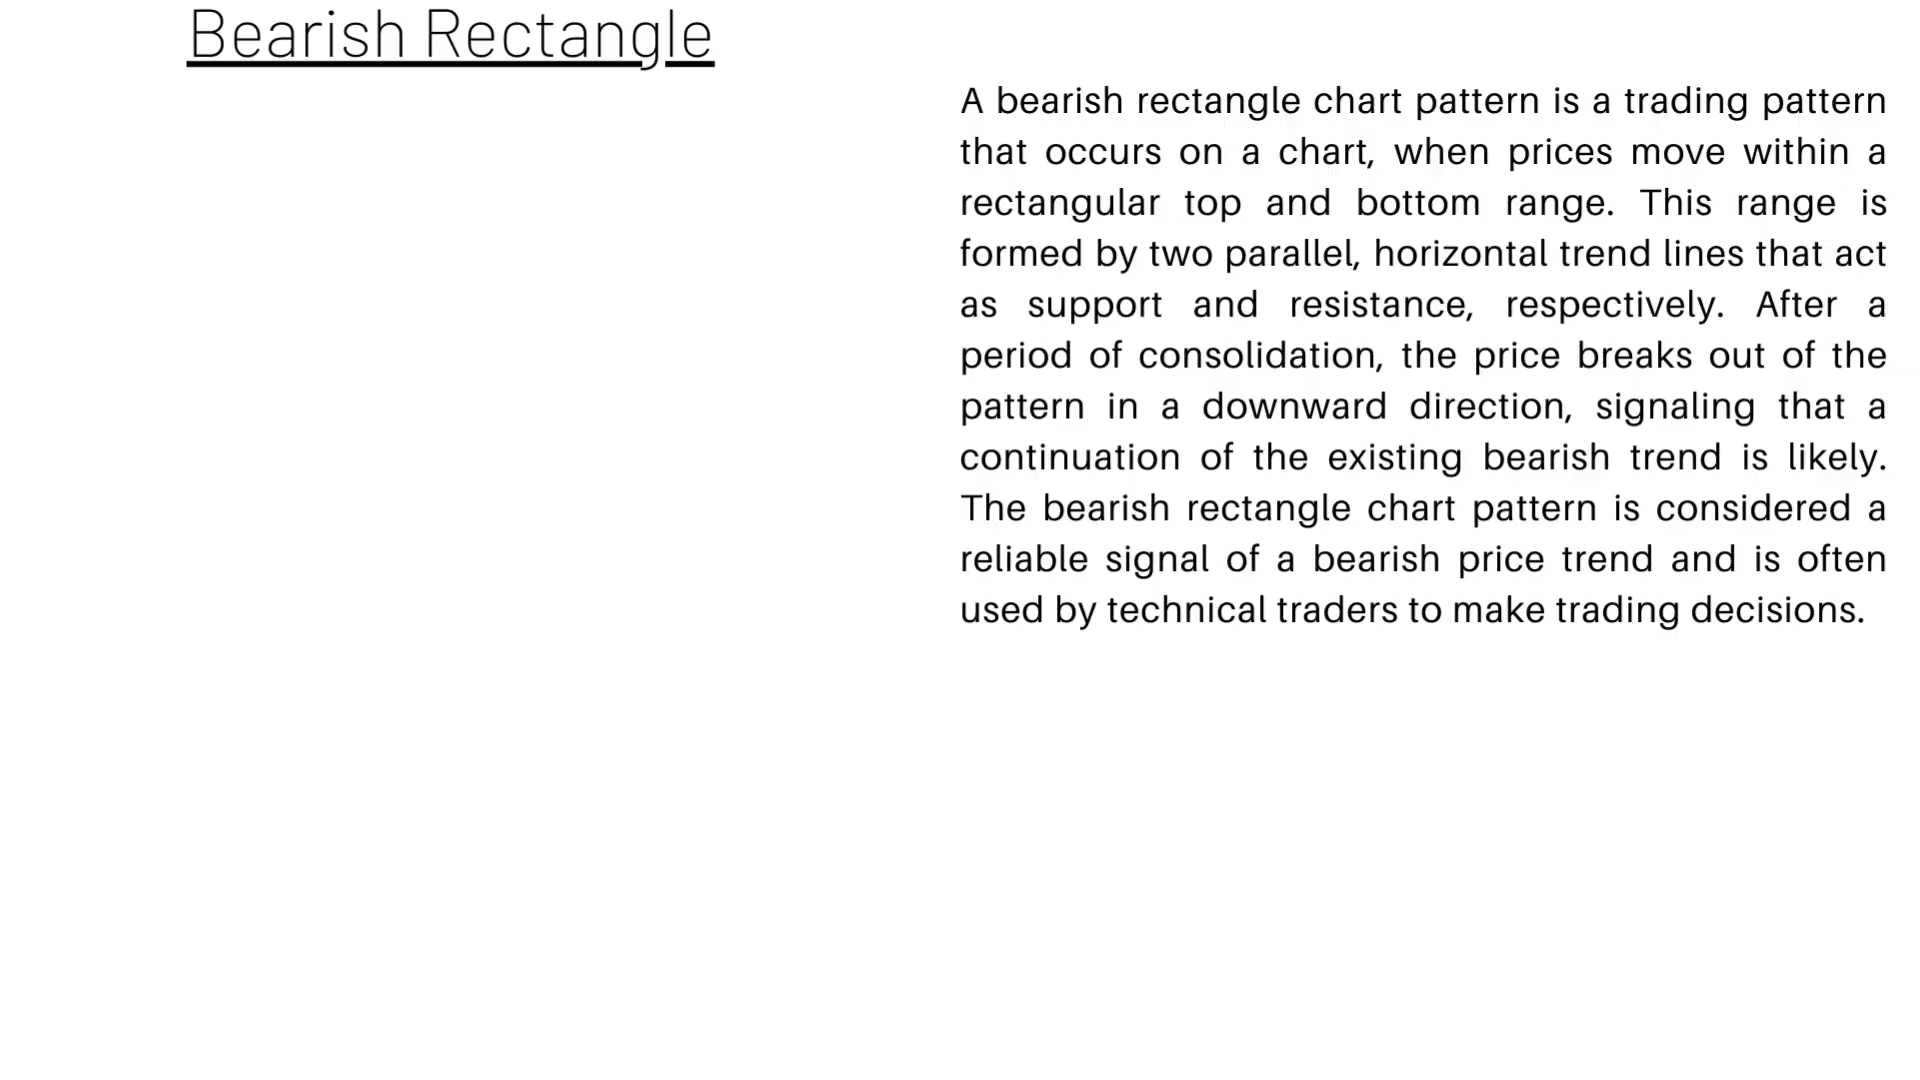 Bearish Rectangle
A bearish rectangle chart pattern is a trading pattern
that occurs on a chart, when prices move within a
rectangular top and bottom range. This range is
formed by two parallel, horizontal trend lines that act
as support and resistance, respectively. After a
period of consolidation, the price breaks out of the
pattern in a downward direction, signaling that a
continuation of the existing bearish trend is likely.
The bearish rectangle chart pattern is considered a
reliable signal of a bearish price trend and is often
used by technical traders to make trading decisions.